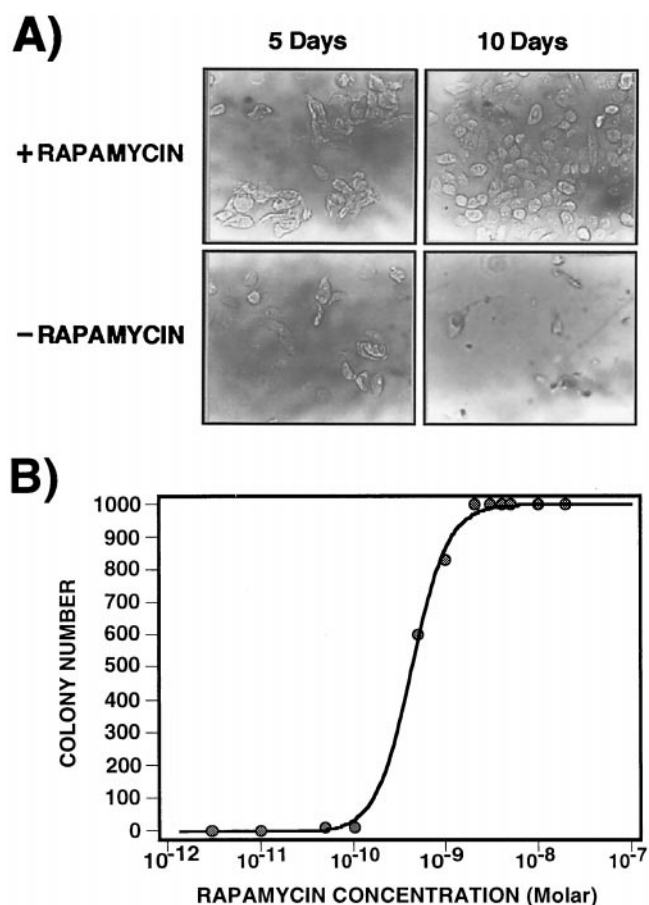 A)
5 Days
10 Days
+ RAPAMYCIN
− RAPAMYCIN
B)
COLONY NUMBER
1000
900
800
700
600
500
400
300
200
100
0
10-12
10-11
10-10
10-9
10-8
10-7
RAPAMYCIN CONCENTRATION (Molar)